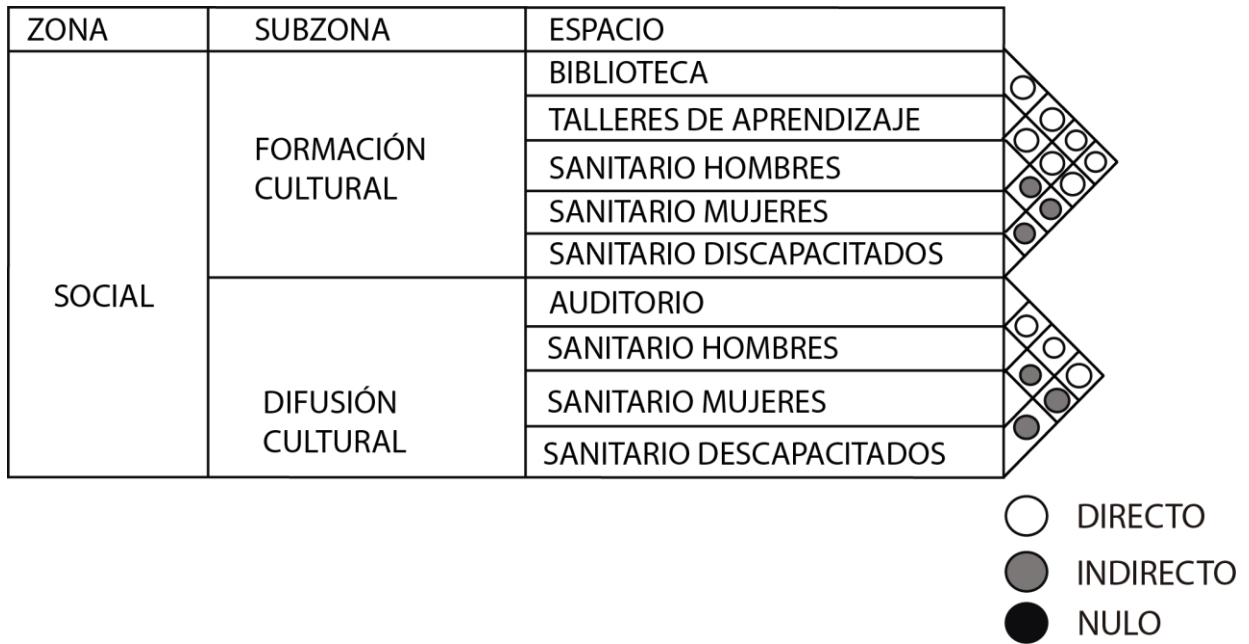 ZONA
SUBZONA
ESPACIO
SOCIAL
FORMACIÓN
CULTURAL
BIBLIOTECA
TALLERES DE APRENDIZAJE
SANITARIO HOMBRES
SANITARIO MUJERES
SANITARIO DISCAPACITADOS
DIFUSIÓN
CULTURAL
AUDITORIO
SANITARIO HOMBRES
SANITARIO MUJERES
SANITARIO DESCAPACITADOS
DIRECTO
INDIRECTO
NULO